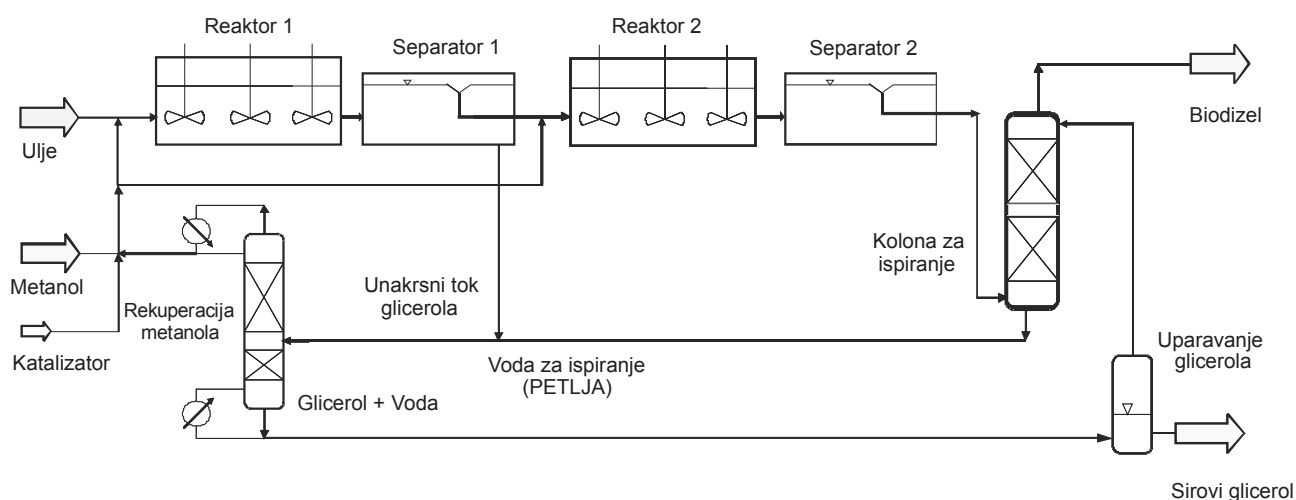 Reaktor 1
Separator 1
Reaktor 2
Separator 2
Ulje
Biodizel
Metanol
Katalizator
Rekuperacija
metanola
Unakrsni tok
glicerola
Kolona za
ispiranje
Voda za ispiranje
(PETLJA)
Glicerol + Voda
Uparavanje
glicerola
Sirovi glicerol